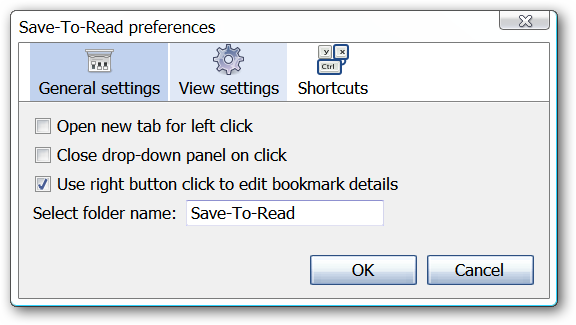 Save-To-Read preferences
У X
Ctrl
General settings View settings Shortcuts
Open new tab for left click
Close drop-down panel on click
Use right button click to edit bookmark details
Select folder name: Save-To-Read
OK Cancel